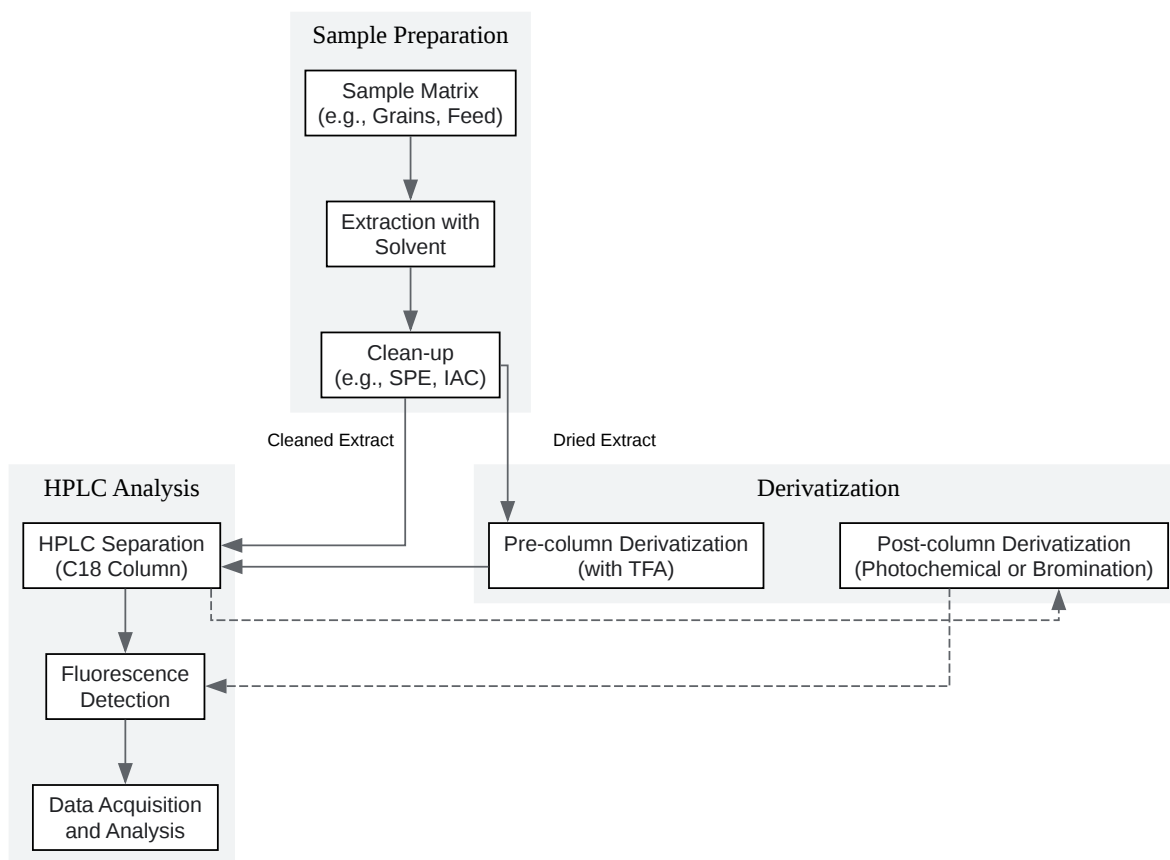 Sample Preparation
Sample Matrix
(e.g., Grains, Feed)
Extraction with
Solvent
Clean-up
(e.g., SPE, IAC)
Cleaned Extract
Dried Extract
HPLC Analysis
Derivatization
HPLC Separation
(C18 Column)
Pre-column Derivatization
(with TFA)
Post-column Derivatization
(Photochemical or Bromination)
Fluorescence
Detection
Data Acquisition
and Analysis